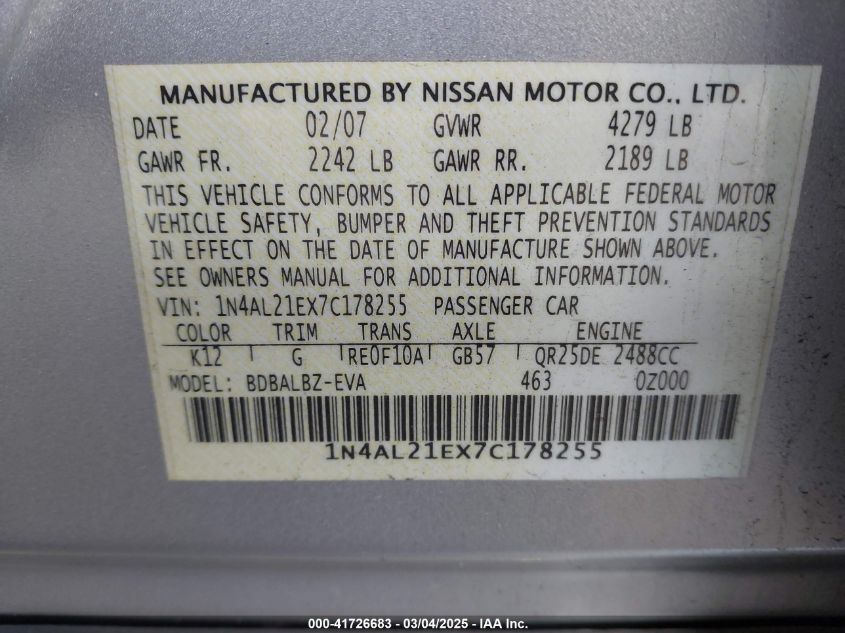 MANUFACTURED BY NISSAN MOTOR CO., LTD.
DATE 02/07 GVWR 4279 LB
GAWR FR. 2242 LB GAWR RR. 2189 LB
THIS VEHICLE CONFORMS TO ALL APPLICABLE FEDERAL MOTOR
VEHICLE SAFETY, BUMPER AND THEFT PREVENTION STANDARDS
IN EFFECT ON THE DATE OF MANUFACTURE SHOWN ABOVE.
SEE OWNERS MANUAL FOR ADDITIONAL INFORMATION.
VIN: 1N4AL21EX7C178255 PASSENGER CAR
COLOR TRIM TRANS AXLE ENGINE
K12 G RE0F10A GB57 QR25DE 2488CC
MODEL: BDBALBZ-EVA 463 0Z000
1N4AL21EX7C178255
000-41726683 - 03/04/2025 - IAA Inc.